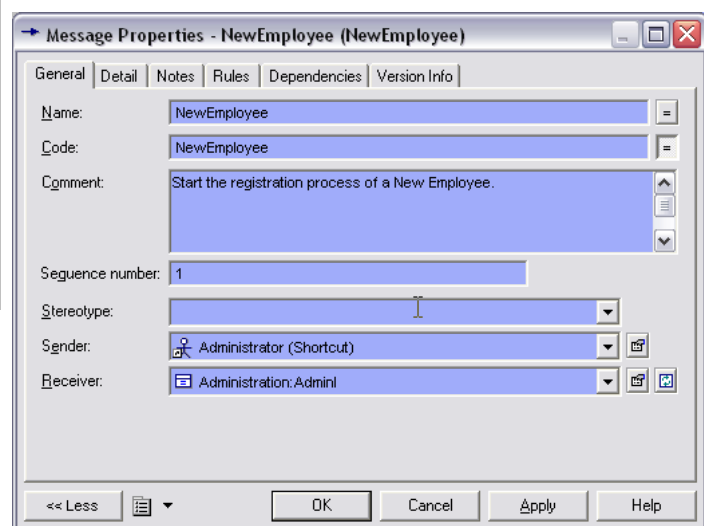 Message Properties - NewEmployee (NewEmployee)
General Detail Notes Rules Dependencies Version Info
Name: NewEmployee =
Code: NewEmployee =
Comment: Start the registration process of a New Employee.
Sequence number: 1
Stereotype:
Sender: Administrator (Shortcut)
Receiver: Administration:AdminI
<< Less OK Cancel Apply Help